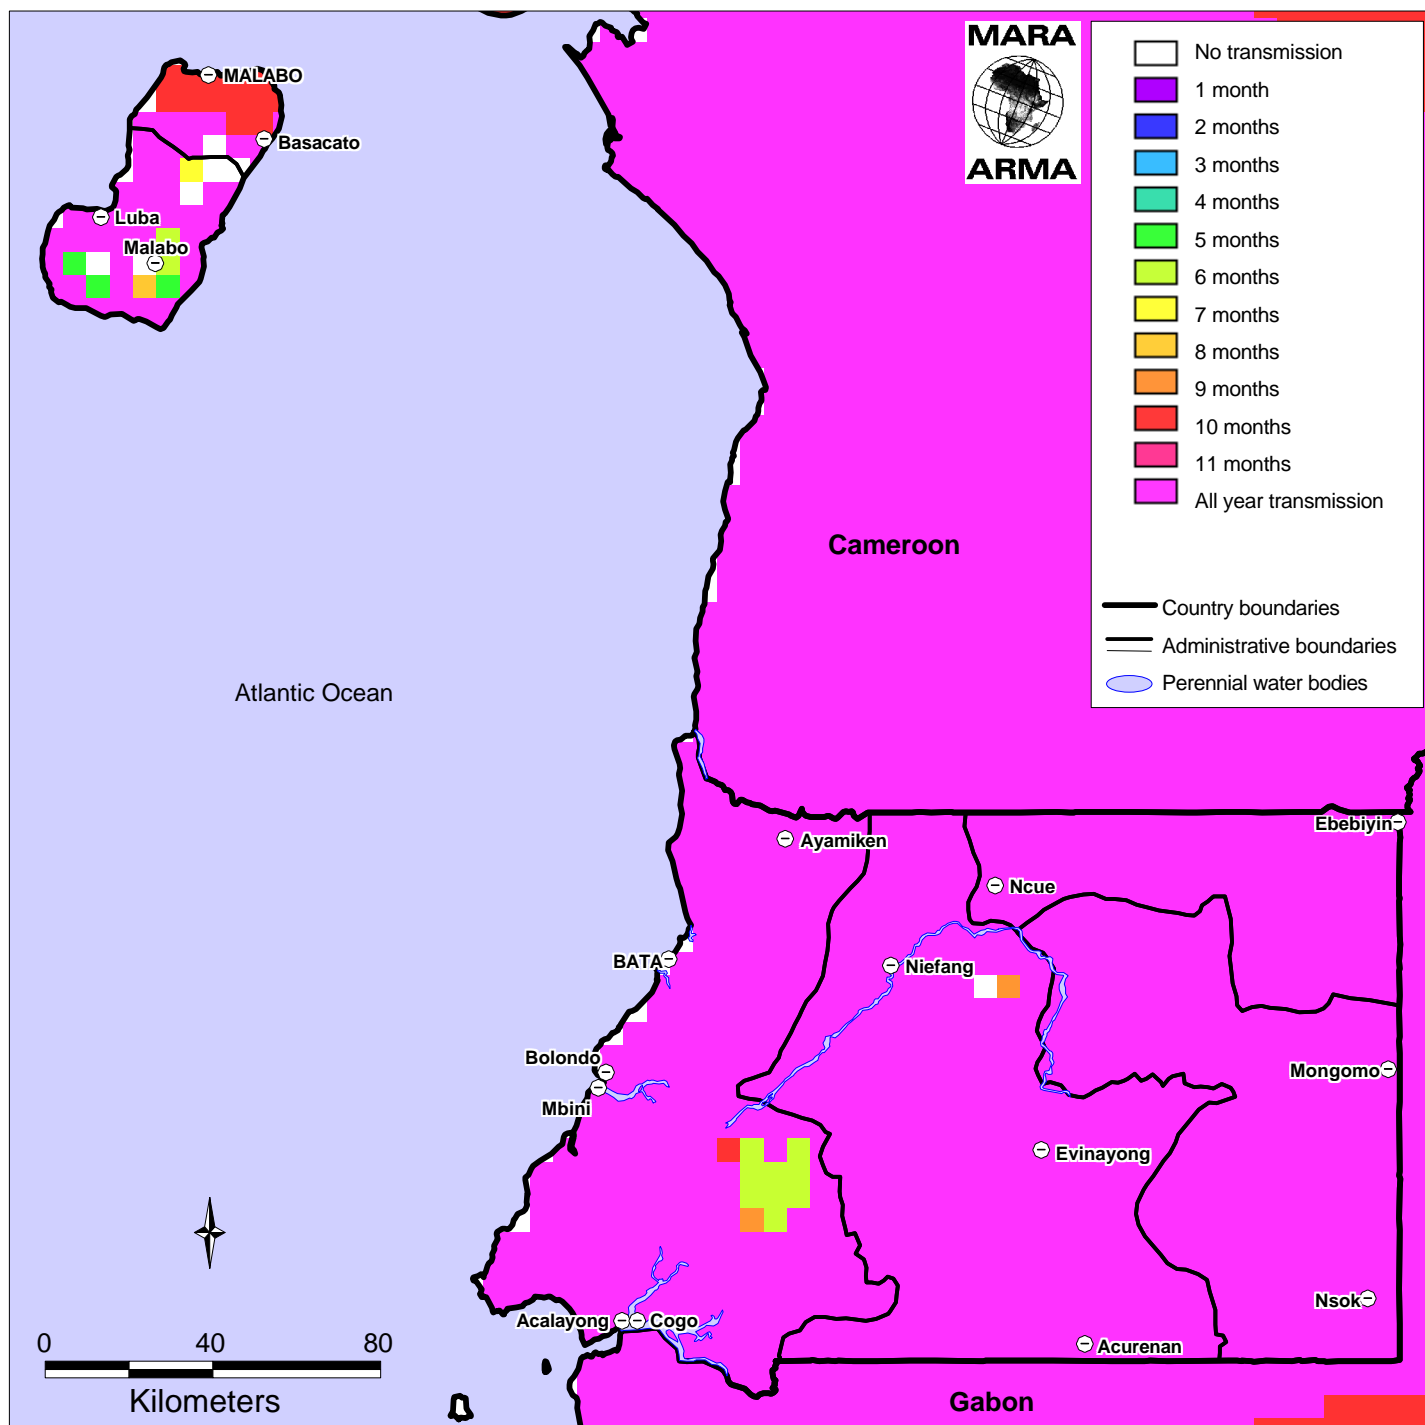 MARA
ARMA
No transmission
1 month
2 months
3 months
4 months
5 months
6 months
7 months
8 months
9 months
10 months
11 months
All year transmission
Country boundaries
Administrative boundaries
Perennial water bodies
MALABO
Basacato
Luba
Malabo
Cameroon
Atlantic Ocean
Ebebiyin
Ayamiken
Ncue
BATA
Niefang
Bolondo
Mongomo
Mbini
Evinayong
Nsok
Acalayong
Cogo
Acurenan
0 40 80
Kilometers
Gabon